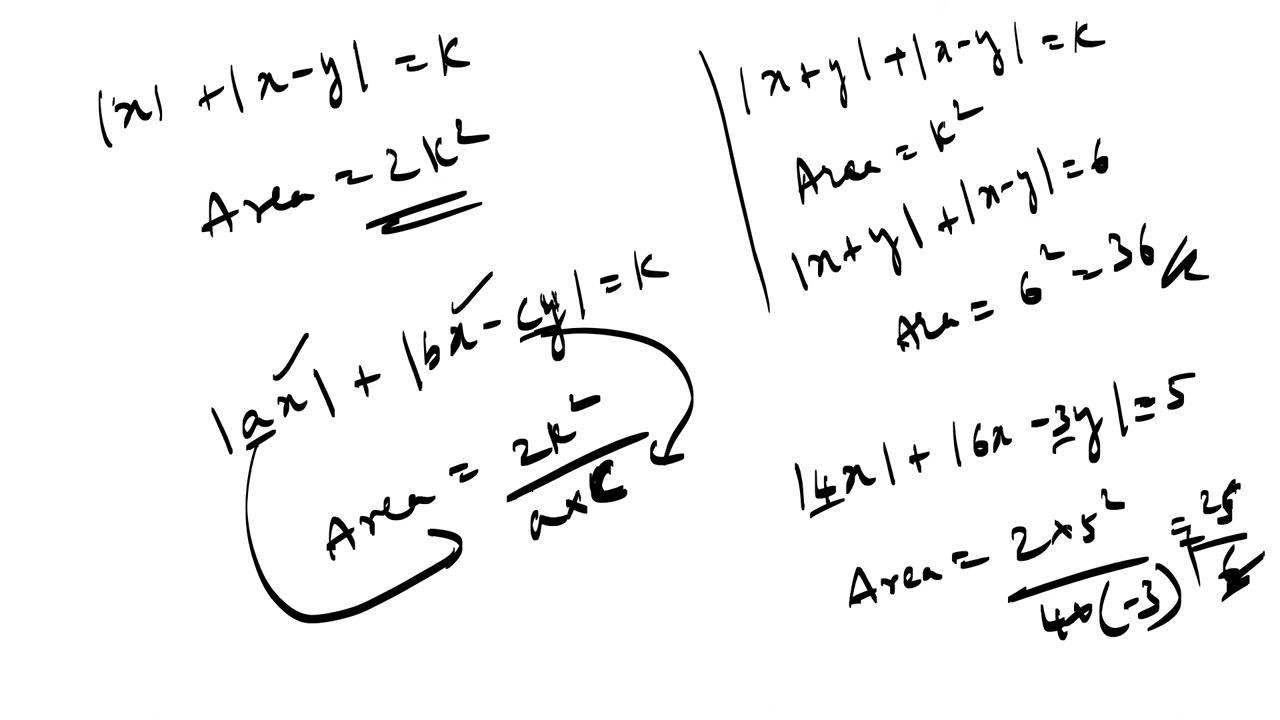 |x| + |x-y| = k
Area = 2k²
|ax| + |bx - cy| = k
Area = 2k² / a×c
|x+y| + |x-y| = k
Area = k²
|x+y| + |x-y| = 6
Area = 6² = 36
|4x| + |6x - 3y| = 5
Area = 2×5² / 4×(-3) = 25 / 6